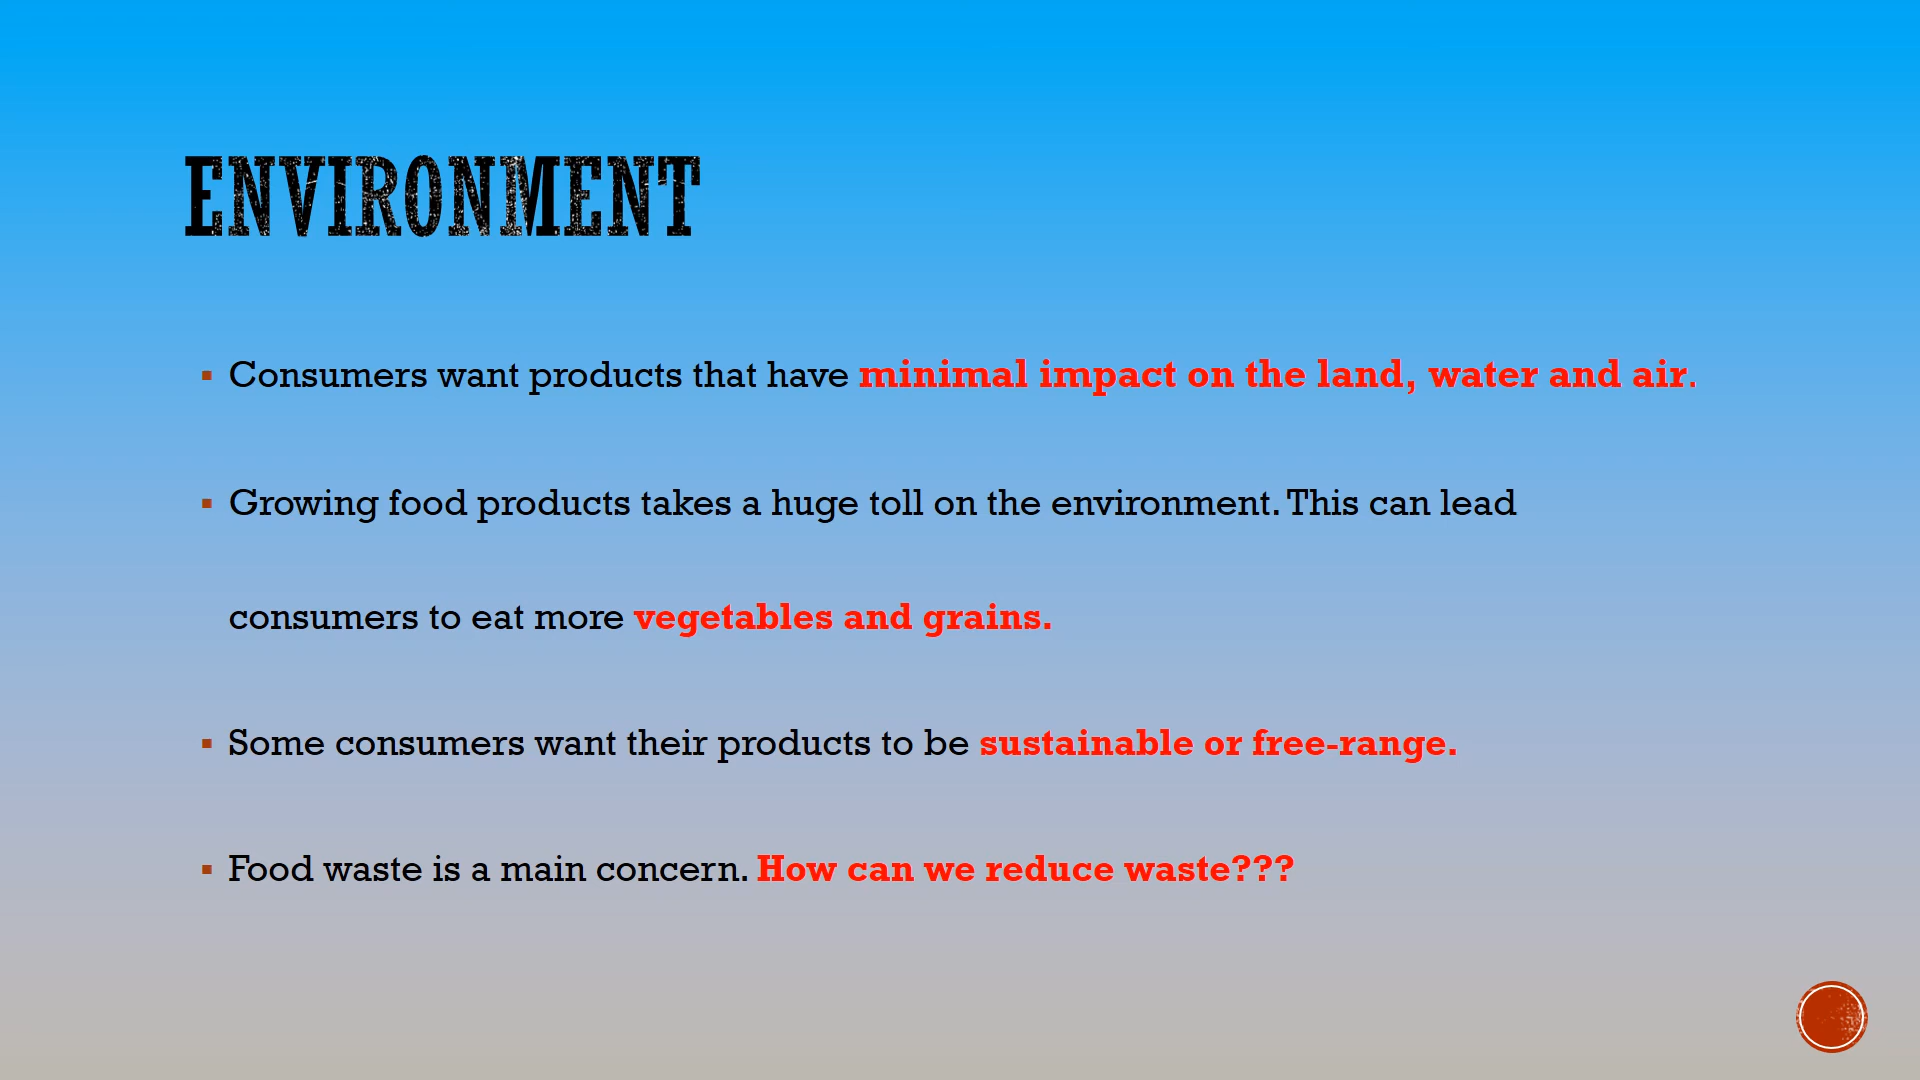 ENVIRONMENT
▪ Consumers want products that have minimal impact on the land, water and air.
▪ Growing food products takes a huge toll on the environment. This can lead
consumers to eat more vegetables and grains.
▪ Some consumers want their products to be sustainable or free-range.
▪ Food waste is a main concern. How can we reduce waste???